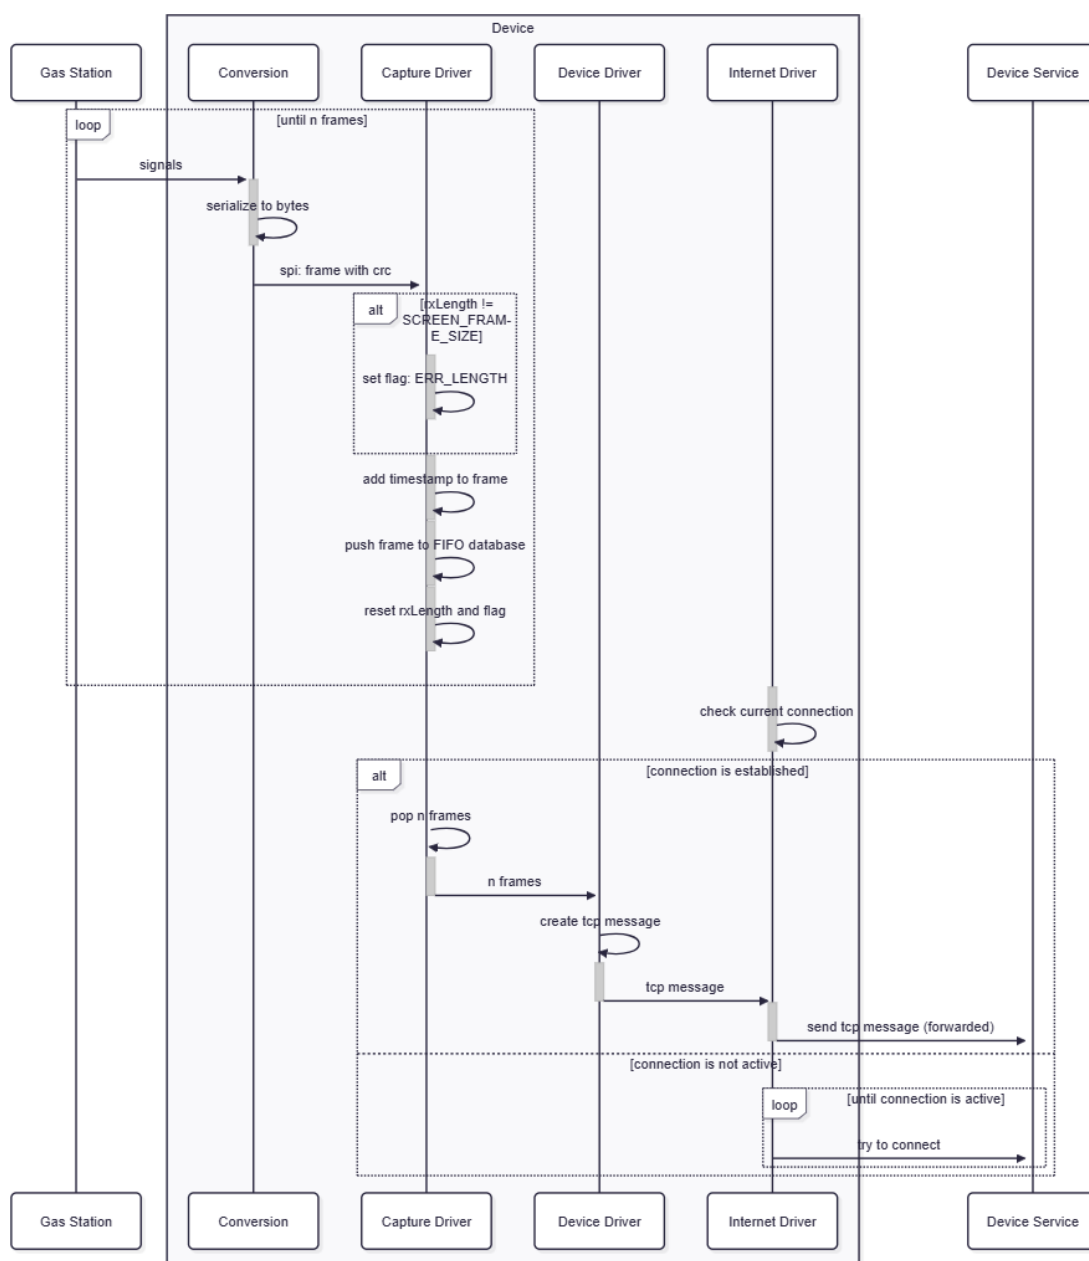 Device
Gas Station
Conversion
Capture Driver
Device Driver
Internet Driver
Device Service
loop
[until n frames]
signals
serialize to bytes
spi: frame with crc
alt
[rxLength !=
SCREEN_FRAM-
E_SIZE]
set flag: ERR_LENGTH
add timestamp to frame
push frame to FIFO database
reset rxLength and flag
check current connection
alt
[connection is established]
pop n frames
n frames
create tcp message
tcp message
send tcp message (forwarded)
[connection is not active]
loop
[until connection is active]
try to connect
Gas Station
Conversion
Capture Driver
Device Driver
Internet Driver
Device Service